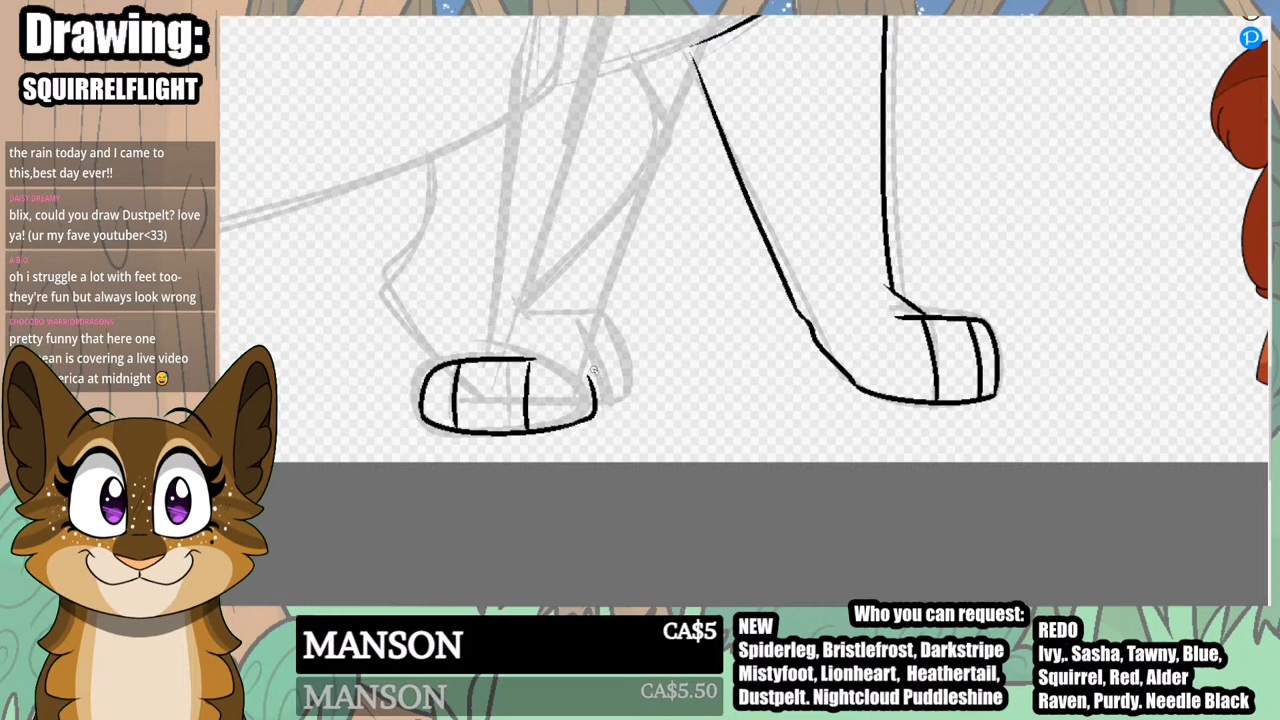 Drawing:
SQUIRRELFLIGHT
the rain today and I came to
this,best day ever!!
DAISY DREAMY
blix, could you draw Dustpelt? love
ya! (ur my fave youtuber<33)
oh i struggle a lot with feet too-
they're fun but always look wrong
CHOCOBO WARRIORDRAGONS
pretty funny that here one
ean is covering a live video
erica at midnight 😅
MANSON CA$5
MANSON CA$5.50
Who you can request:
NEW
Spiderleg, Bristlefrost, Darkstripe
Mistyfoot, Lionheart, Heathertail,
Dustpelt. Nightcloud Puddleshine
REDO
Ivy,. Sasha, Tawny, Blue,
Squirrel, Red, Alder
Raven, Purdy. Needle Black